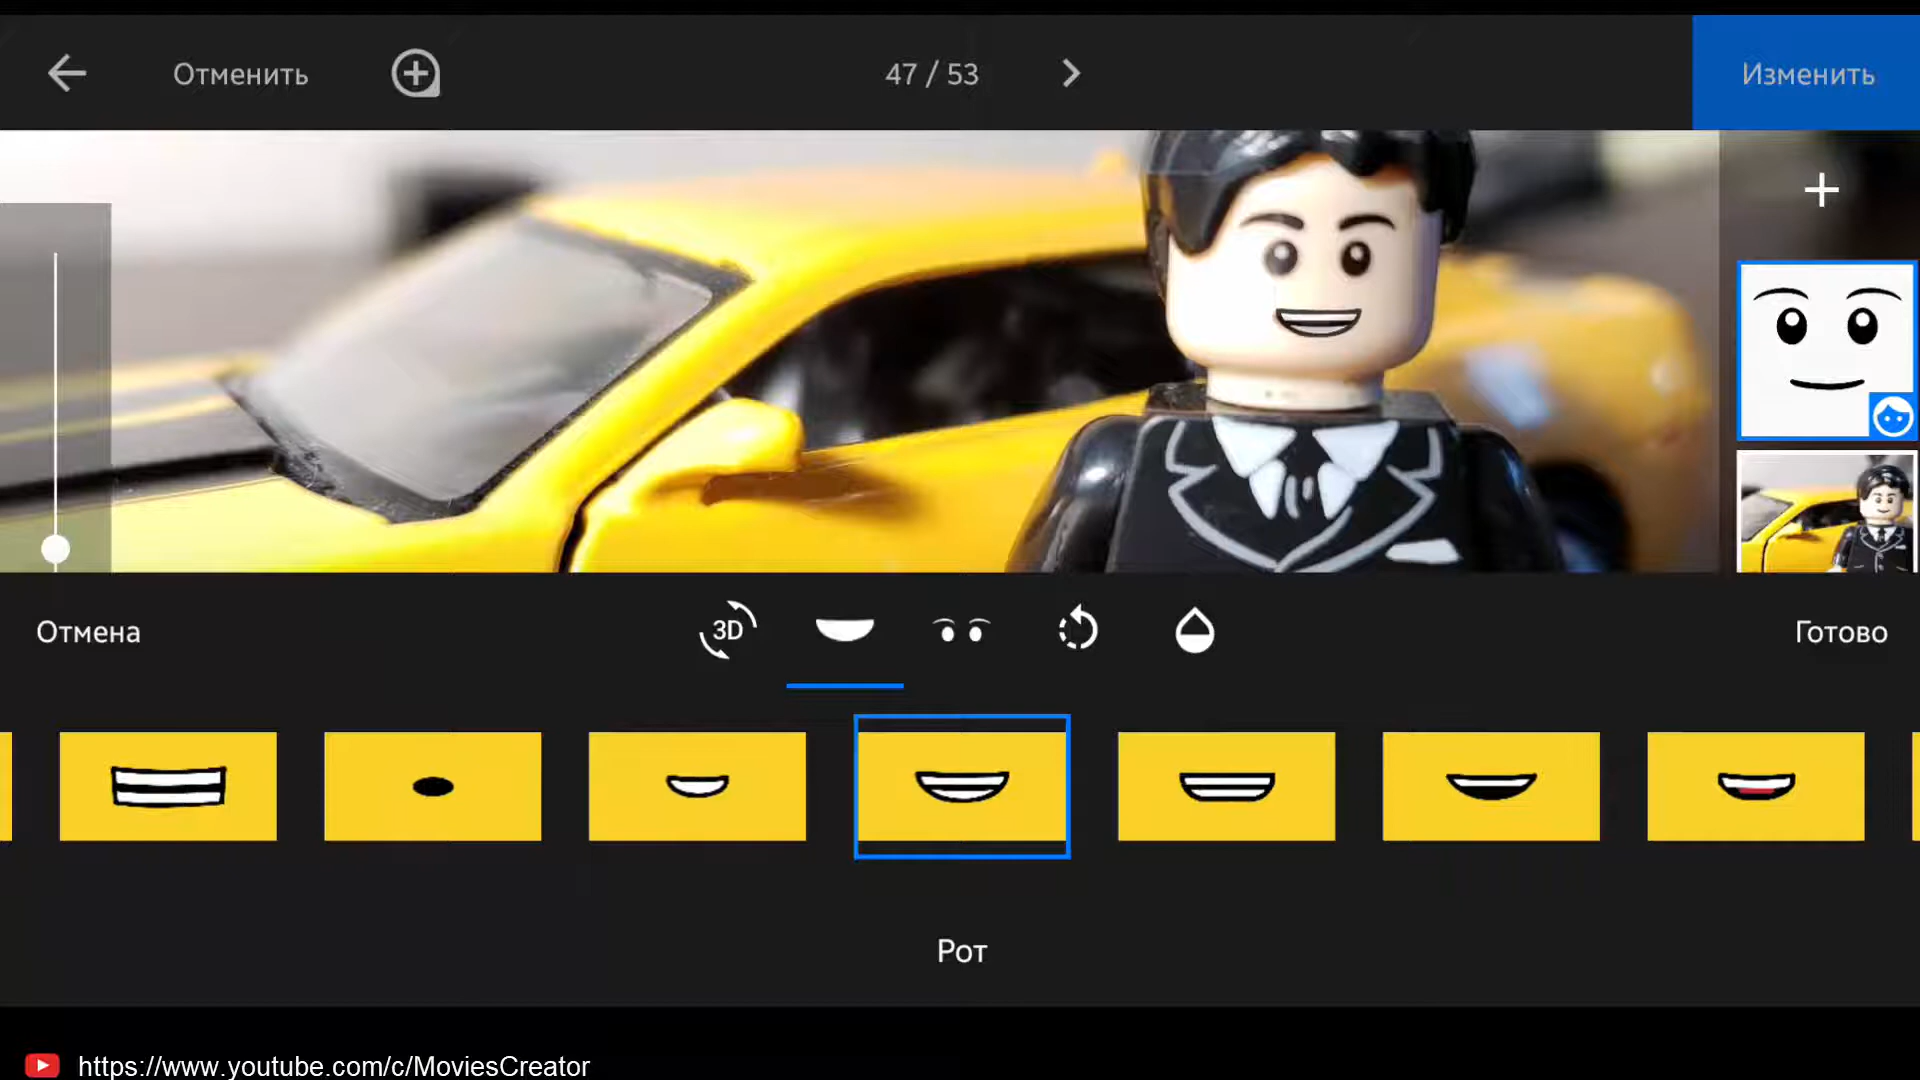 Отменить
47 / 53
Изменить
Отмена
3D
Готово
Рот
https://www.youtube.com/c/MoviesCreator